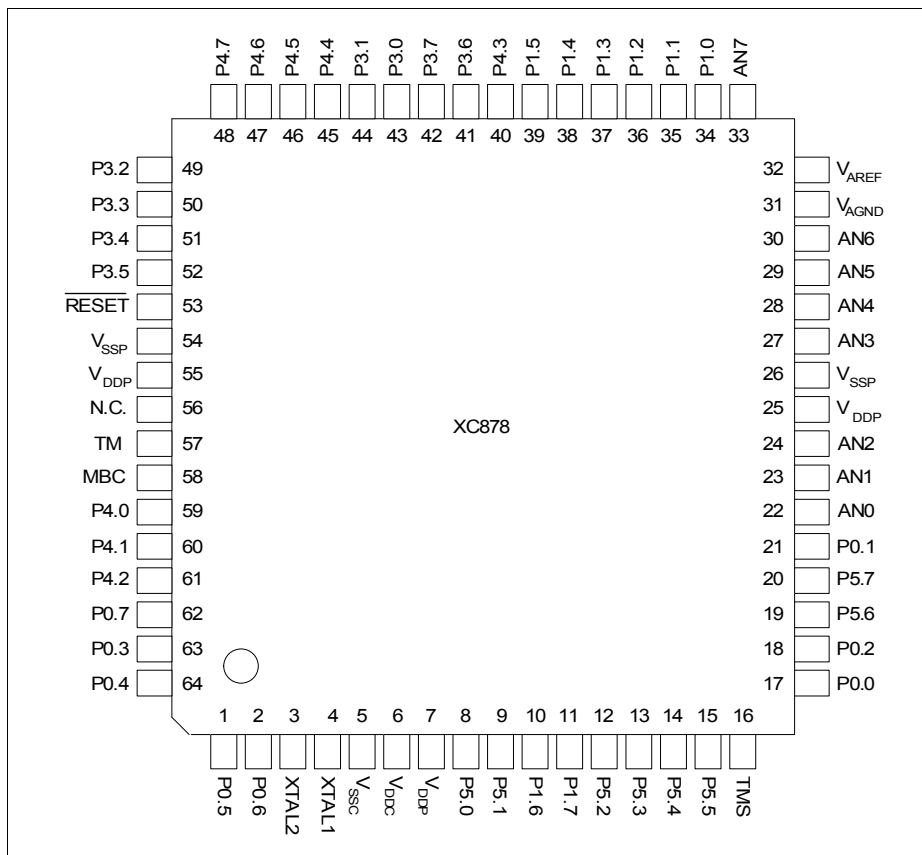 P4.7 P4.6 P4.5 P4.4 P3.1 P3.0 P3.7 P3.6 P4.3 P1.5 P1.4 P1.3 P1.2 P1.1 P1.0 AN7
48 47 46 45 44 43 42 41 40 39 38 37 36 35 34 33
P3.2 49 32 VAREF
P3.3 50 31 VAGND
P3.4 51 30 AN6
P3.5 52 29 AN5
RESET 53 28 AN4
VSSP 54 27 AN3
VDDP 55 26 VSSP
N.C. 56 25 VDDP
XC878
TM 57 24 AN2
MBC 58 23 AN1
P4.0 59 22 AN0
P4.1 60 21 P0.1
P4.2 61 20 P5.7
P0.7 62 19 P5.6
P0.3 63 18 P0.2
P0.4 64 17 P0.0
1 2 3 4 5 6 7 8 9 10 11 12 13 14 15 16
P0.5 P0.6 XTAL2 XTAL1 VSSC VDDC VDDP P5.0 P5.1 P1.6 P1.7 P5.2 P5.3 P5.4 P5.5 TMS